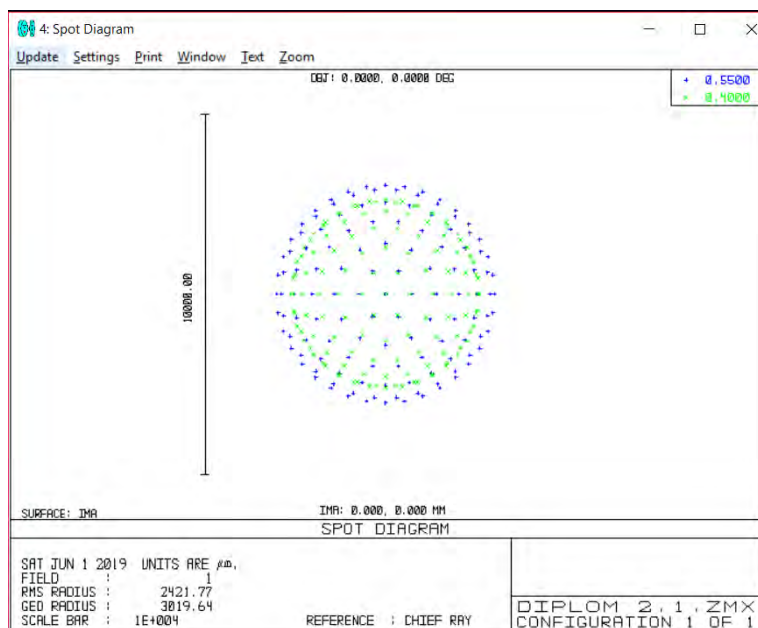 4: Spot Diagram
Update Settings Print Window Text Zoom
OBJ: 0.0000, 0.0000 DEG
+ 0.5500
× 0.4000
10000.00
SURFACE: IMA
IMA: 0.000, 0.000 MM
SPOT DIAGRAM
SAT JUN 1 2019 UNITS ARE µm.
FIELD : 1
RMS RADIUS : 2421.77
GEO RADIUS : 3019.64
SCALE BAR : 1E+004 REFERENCE : CHIEF RAY
DIPLOM 2.1.ZMX
CONFIGURATION 1 OF 1